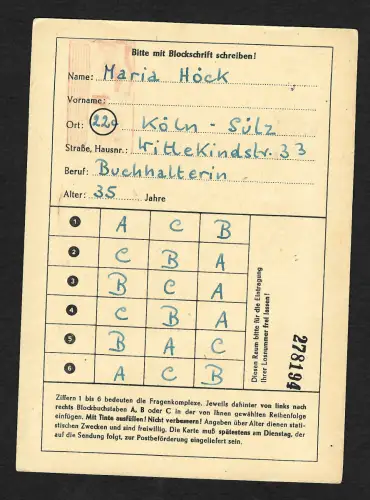 Bitte mit Blockschrift schreiben!
Name: Maria Höck
Vorname:
Ort: 22a Köln - Sülz
Straße, Hausnr.: Wittekindstr. 33
Beruf: Buchhalterin
Alter: 35 Jahre
1 A C B
2 C B A
3 B C A
4 C B A
5 B A C
6 A C B
Diesen Raum bitte für die Eintragung
Ihrer Losnummer frei lassen!
278194
Ziffern 1 bis 6 bedeuten die Fragenkomplexe. Jeweils dahinter von links nach
rechts Blockbuchstaben A, B oder C in der von Ihnen gewählten Reihenfolge
einfügen. Mit Tinte ausfüllen! Nicht verbessern! Angaben über Alter dienen stati-
stischen Zwecken und sind freiwillig. Die Karte muß spätestens am Dienstag, der
auf die Sendung folgt, zur Postbeförderung eingeliefert sein.